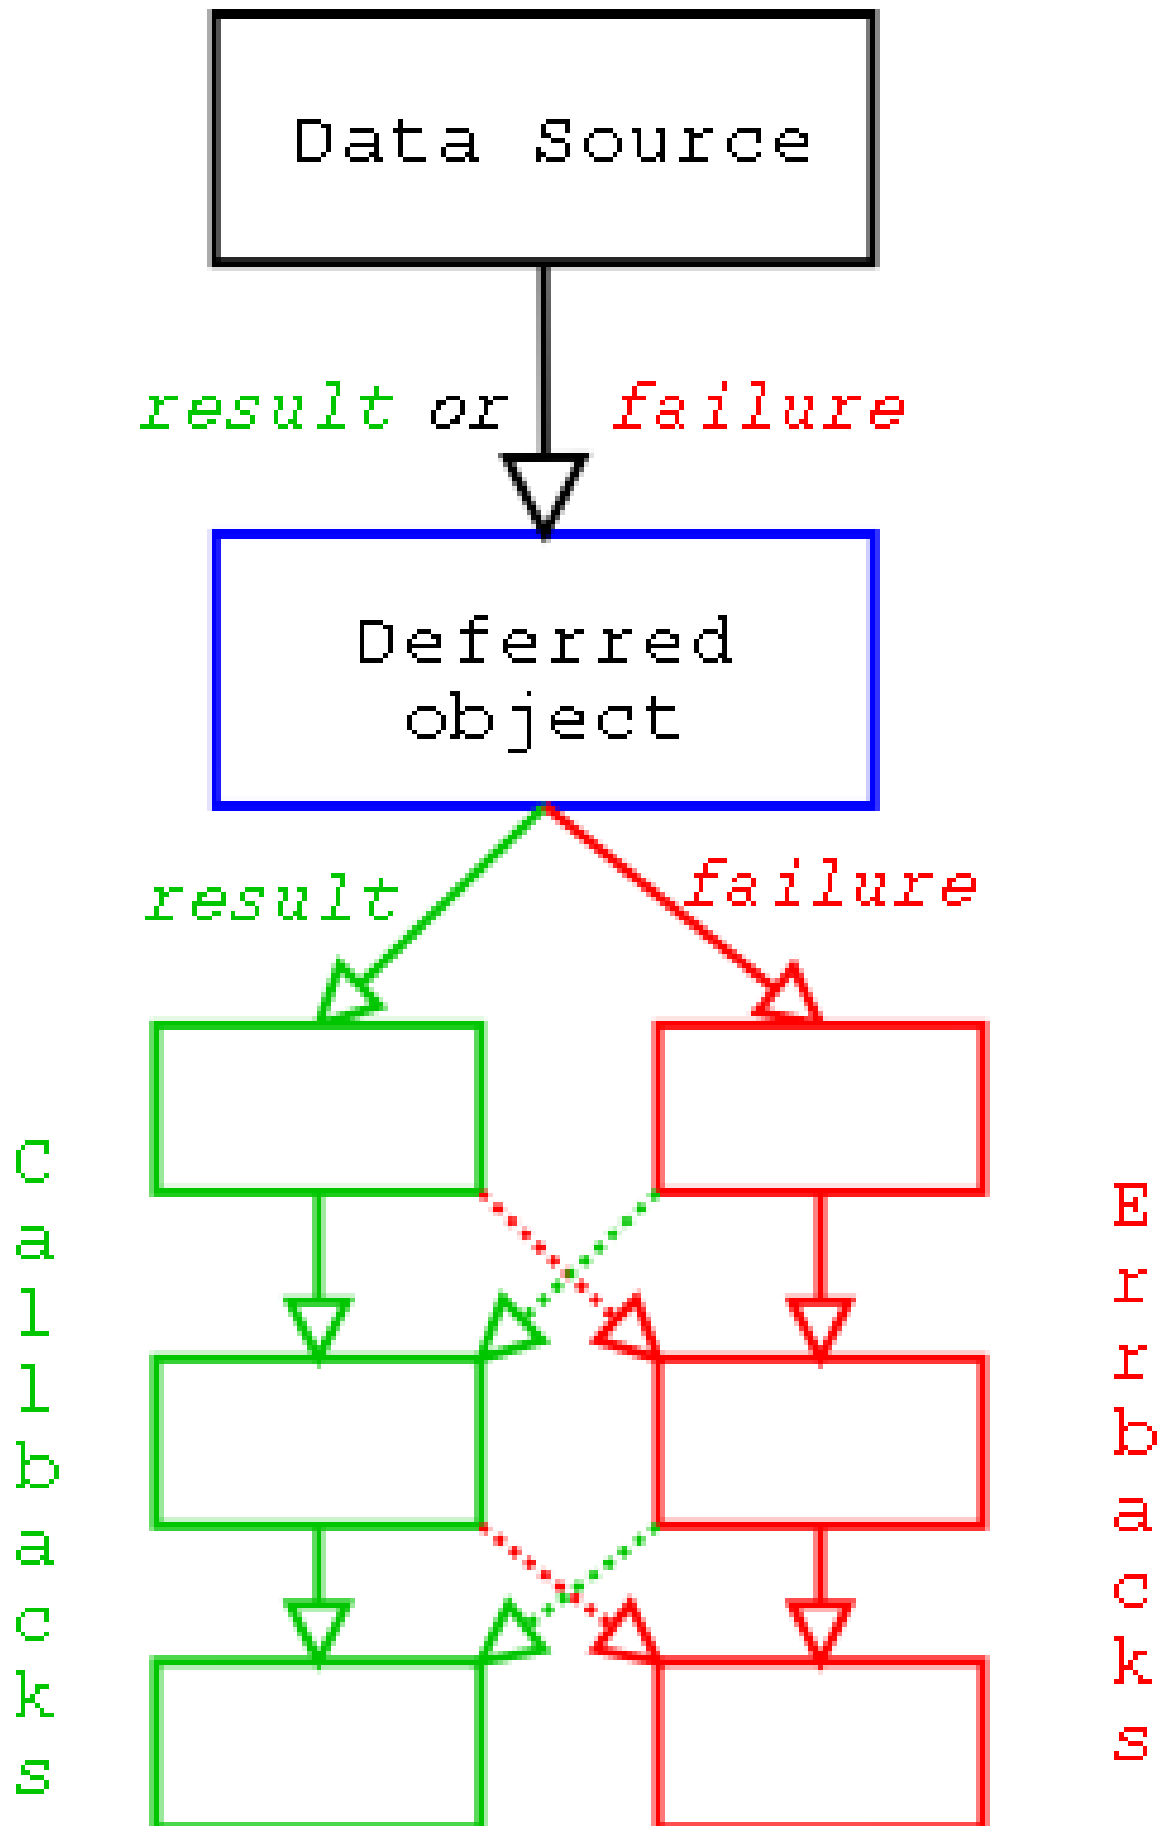 Data Source
result or failure
Deferred
object
result failure
Callbacks
Errbacks